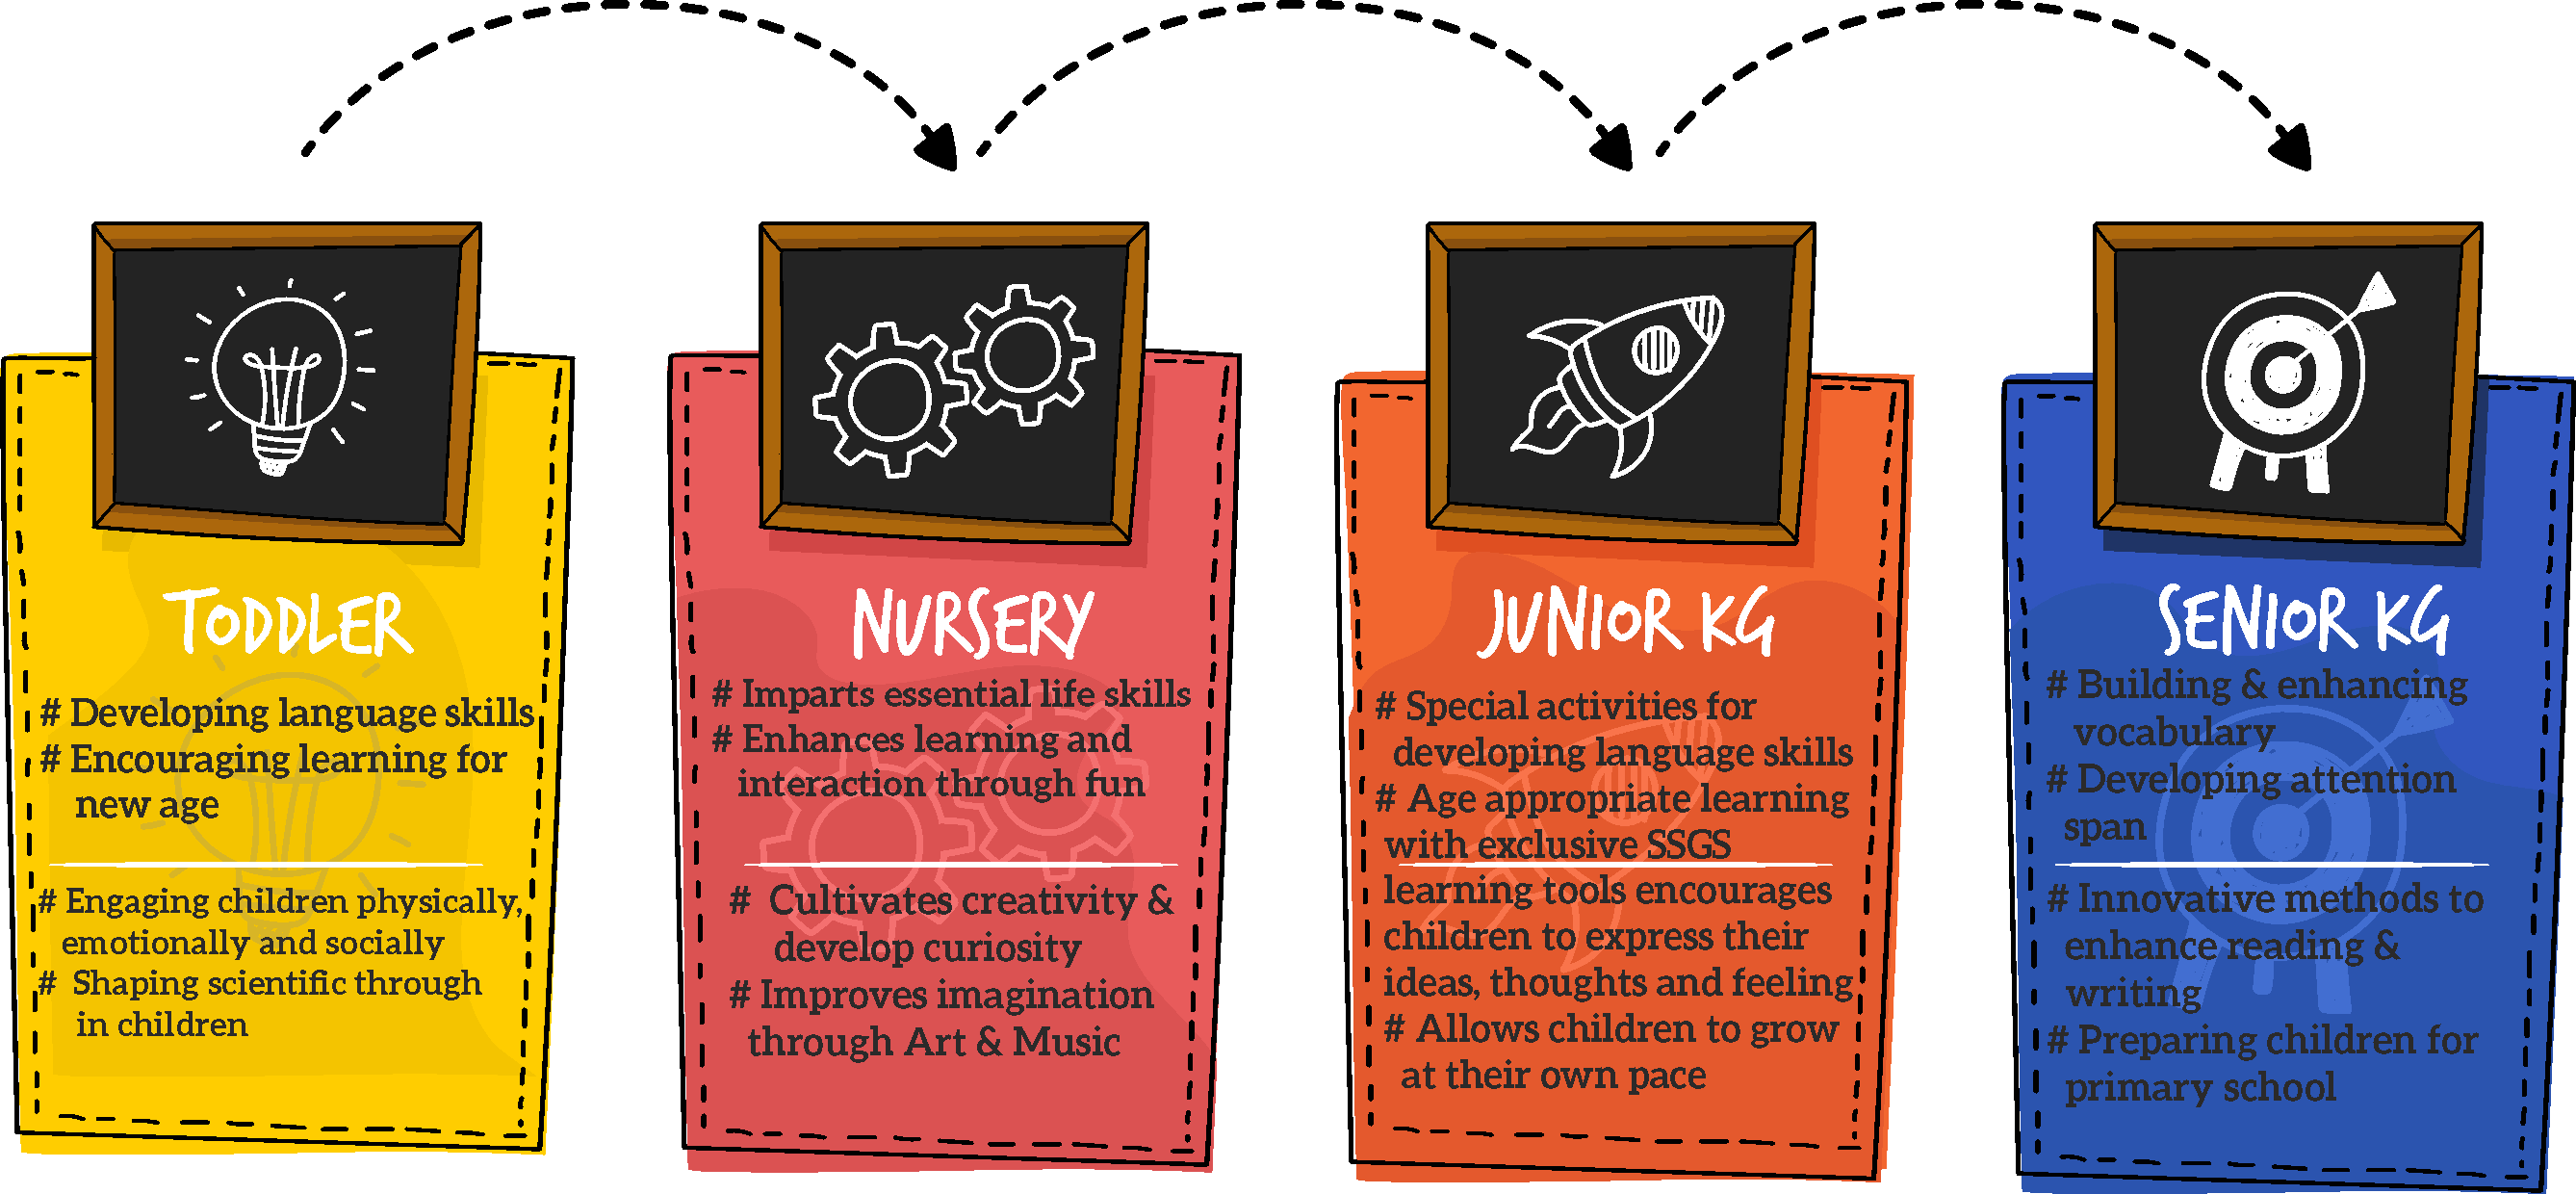 TODDLER
# Developing language skills
# Encouraging learning for
new age
# Engaging children physically,
emotionally and socially
# Shaping scientific through
in children
NURSERY
# Imparts essential life skills
# Enhances learning and
interaction through fun
# Cultivates creativity &
develop curiosity
# Improves imagination
through Art & Music
JUNIOR KG
# Special activities for
developing language skills
# Age appropriate learning
with exclusive SSGS
learning tools encourages
children to express their
ideas, thoughts and feeling
# Allows children to grow
at their own pace
SENIOR KG
# Building & enhancing
vocabulary
# Developing attention
span
# Innovative methods to
enhance reading &
writing
# Preparing children for
primary school